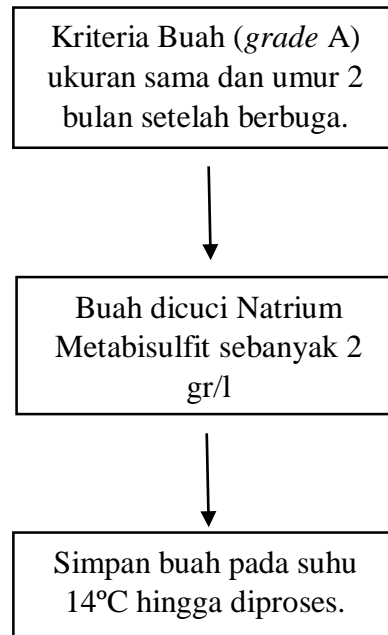 Kriteria Buah (grade A)
ukuran sama dan umur 2
bulan setelah berbuga.
Buah dicuci Natrium
Metabisulfit sebanyak 2
gr/l
Simpan buah pada suhu
14ºC hingga diproses.